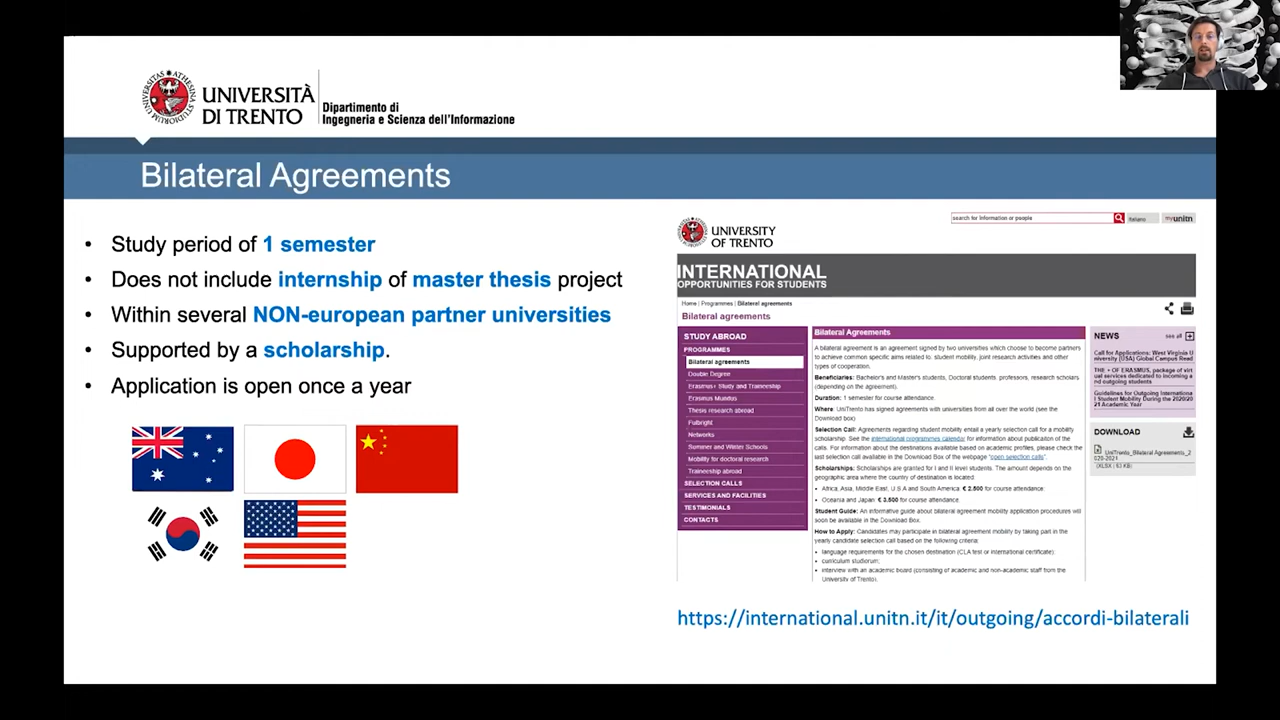 UNIVERSITÀ
DI TRENTO
Dipartimento di
Ingegneria e Scienza dell'Informazione
Bilateral Agreements
• Study period of 1 semester
• Does not include internship of master thesis project
• Within several NON-european partner universities
• Supported by a scholarship.
• Application is open once a year
search for information or people
Italiano
myunitn
UNIVERSITY
OF TRENTO
INTERNATIONAL
OPPORTUNITIES FOR STUDENTS
Home | Programmes | Bilateral agreements
Bilateral agreements
STUDY ABROAD
PROGRAMMES
Bilateral agreements
Double Degree
Erasmus+ Study and Traineeship
Erasmus Mundus
Thesis research abroad
Fulbright
Networks
Summer and Winter Schools
Mobility for doctoral research
Traineeship abroad
SELECTION CALLS
SERVICES AND FACILITIES
TESTIMONIALS
CONTACTS
Bilateral Agreements
A bilateral agreement is an agreement signed by two universities which choose to become partners
to achieve common specific aims related to: student mobility, joint research activities and other
types of cooperation.
Beneficiaries: Bachelor's and Master's students, Doctoral students, professors, research scholars
(depending on the agreement).
Duration: 1 semester for course attendance.
Where: UniTrento has signed agreements with universities from all over the world (see the
Download box)
Selection Call: Agreements regarding student mobility entail a yearly selection call for a mobility
scholarship. See the international programmes calendar for information about publication of calls.
For information about the destinations available based on academic profiles, please check the
last selection call available in the Download Box of the webpage "open selection calls".
Scholarships: Scholarships are granted for I and II level students. The amount depends on the
geographic area where the country of destination is located:
• Africa, Asia, Middle East, U.S.A and South America: € 2.500 for course attendance:
• Oceania and Japan: € 3.500 for course attendance.
Student Guide: An informative guide about bilateral agreement mobility application procedures will
soon be available in the Download Box.
How to Apply: Candidates may participate in bilateral agreement mobility by taking part in the
yearly candidate selection call based on the following criteria:
• language requirements for the chosen destination (CLA test or international certificate);
• curriculum studiorum;
• interview with an academic board (consisting of academic and non-academic staff from the
University of Trento).
NEWS
see all
Call for Applications: West Virginia U
niversity (USA) Global Campus Read
THE + OF ERASMUS, package of virt
ual services dedicated to incoming a
nd outgoing students
Guidelines for Outgoing Internationa
l Student Mobility During the 2020/20
21 Academic Year
DOWNLOAD
UniTrento_Bilateral Agreements_2
020-2021
(XLSX | 63 KB)
https://international.unitn.it/it/outgoing/accordi-bilaterali